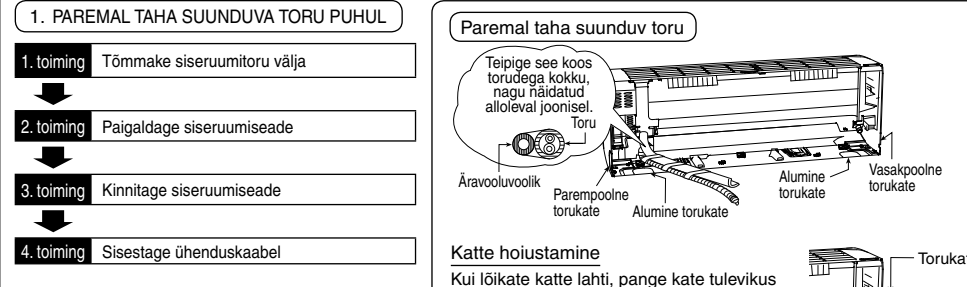 1. PAREMAL TAHA SUUNDUVA TORU PUHUL
1. toiming Tõmmake siseruumitoru välja
2. toiming Paigaldage siseruumiseade
3. toiming Kinnitage siseruumiseade
4. toiming Sisestage ühenduskaabel
Paremal taha suunduv toru
Teipige see koos
torudega kokku,
nagu näidatud
alloleval joonisel.
Toru
Äravooluvoolik
Parempoolne
torukate
Alumine torukate
Alumine
torukate
Vasakpoolne
torukate
Katte hoiustamine
Kui lõikate katte lahti, pange kate tulevikus